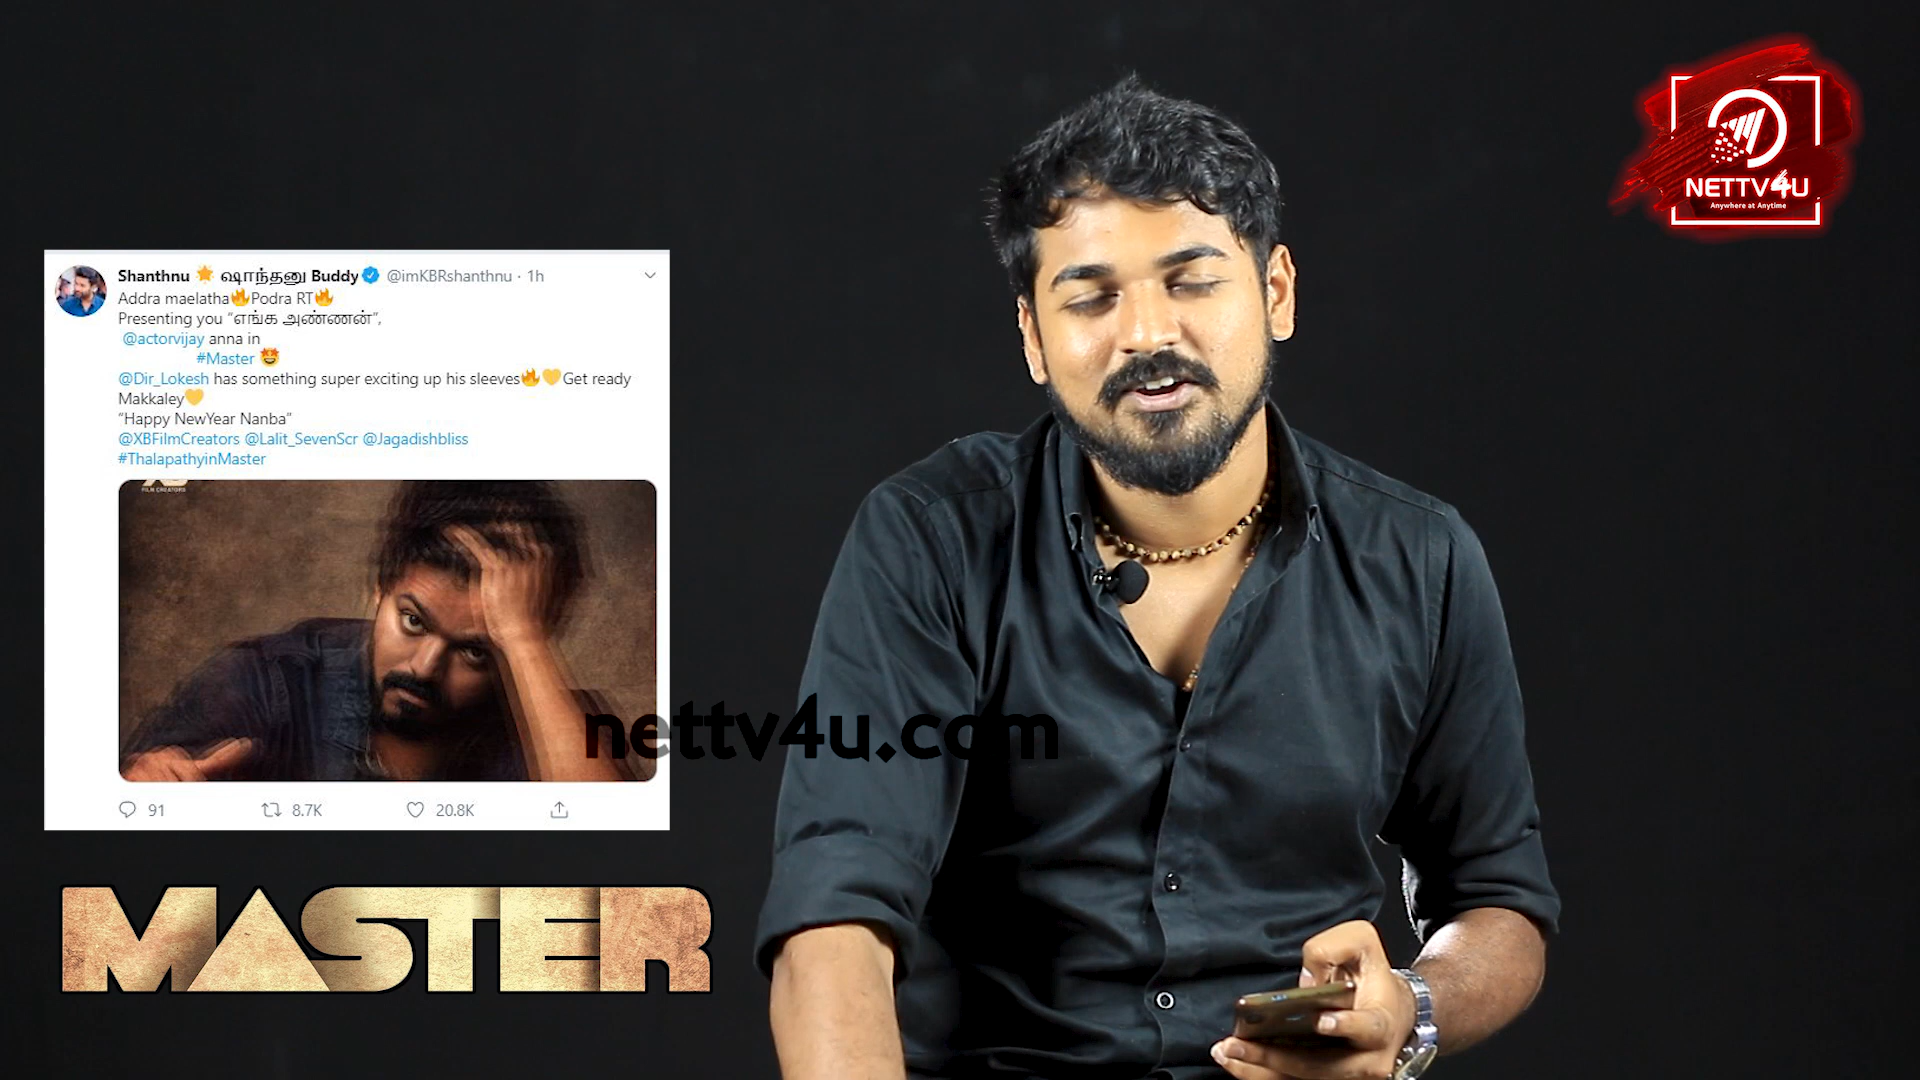 NETTV4U
Anywhere at Anytime
Shanthnu 🌟 ஷாந்தனு Buddy @imKBRshanthnu · 1h
Addra maelatha🔥Podra RT🔥
Presenting you “எங்க அண்ணன்”,
@actorvijay anna in
#Master 🤩
@Dir_Lokesh has something super exciting up his sleeves🔥💛Get ready
Makkaley💛
“Happy NewYear Nanba”
@XBFilmCreators @Lalit_SevenScr @Jagadishbliss
#ThalapathyinMaster
FILM CREATORS
91 8.7K 20.8K
nettv4u.com
MASTER